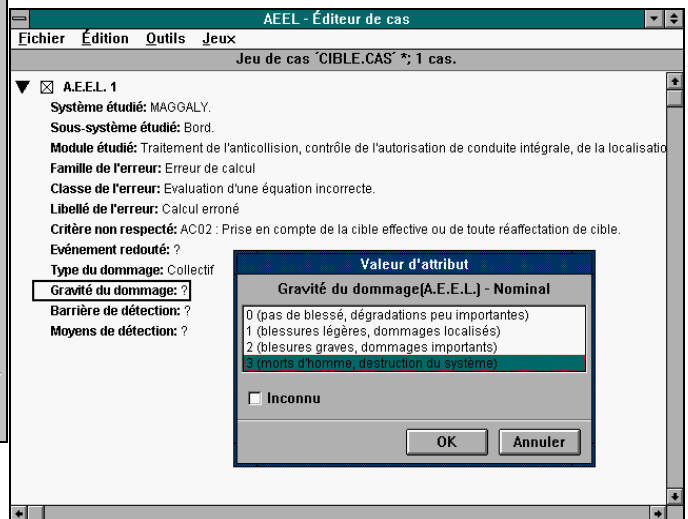 AEEL - Éditeur de cas
Fichier Édition Outils Jeux
Jeu de cas ´CIBLE.CAS´ *; 1 cas.
A.E.E.L. 1
Système étudié: MAGGALY.
Sous-système étudié: Bord.
Module étudié: Traitement de l'anticollision, contrôle de l'autorisation de conduite intégrale, de la localisatio
Famille de l'erreur: Erreur de calcul
Classe de l'erreur: Evaluation d'une équation incorrecte.
Libellé de l'erreur: Calcul erroné
Critère non respecté: AC02 : Prise en compte de la cible effective ou de toute réaffectation de cible.
Evénement redouté: ?
Type du dommage: Collectif
Gravité du dommage: ?
Barrière de détection: ?
Moyens de détection: ?
Valeur d'attribut
Gravité du dommage(A.E.E.L.) - Nominal
0 (pas de blessé, dégradations peu importantes)
1 (blessures légères, dommages localisés)
2 (blesures graves, dommages importants)
3 (morts d'homme, destruction du système)
Inconnu
OK Annuler